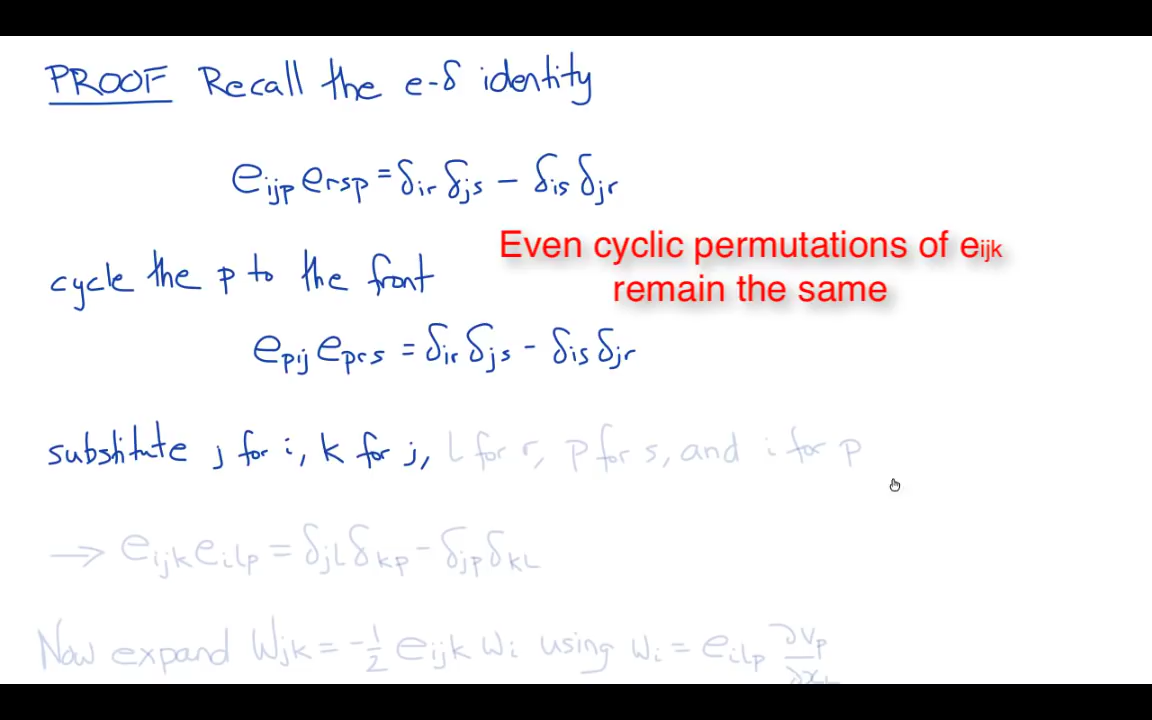 PROOF Recall the e-δ identity
e_ijp e_rsp = δ_ir δ_js − δ_is δ_jr
Even cyclic permutations of e_ijk
remain the same
cycle the p to the front
e_pij e_prs = δ_ir δ_js - δ_is δ_jr
substitute j for i, k for j, l for r, p for s, and i for p
→ e_ijk e_ilp = δ_jl δ_kp - δ_jp δ_kl
Now expand W_jk = -1/2 e_ijk w_i using w_i = e_ilp ∂v_p/∂x_l